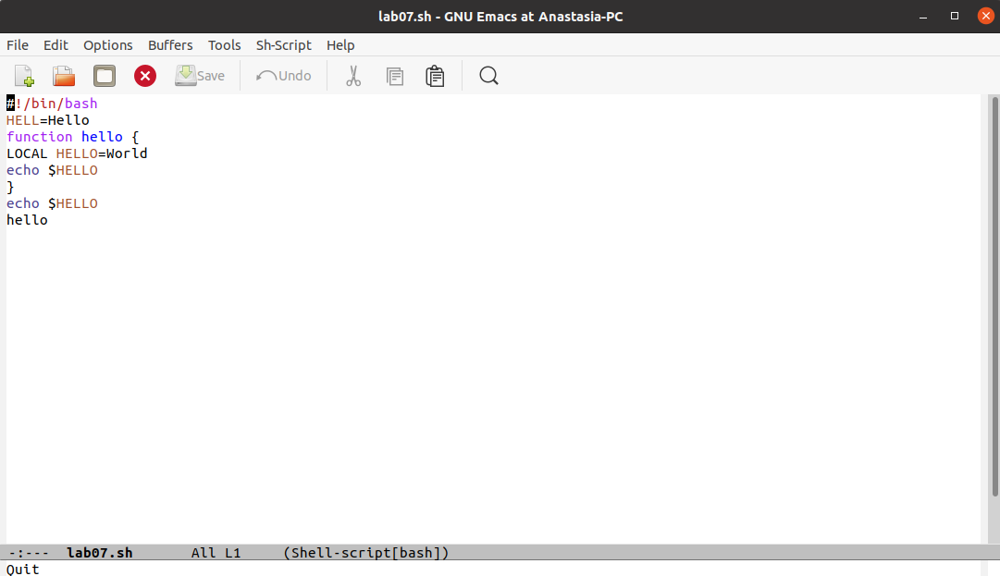 lab07.sh - GNU Emacs at Anastasia-PC
File Edit Options Buffers Tools Sh-Script Help
Save Undo
#!/bin/bash
HELL=Hello
function hello {
LOCAL HELLO=World
echo $HELLO
}
echo $HELLO
hello
-:--- lab07.sh All L1 (Shell-script[bash])
Quit